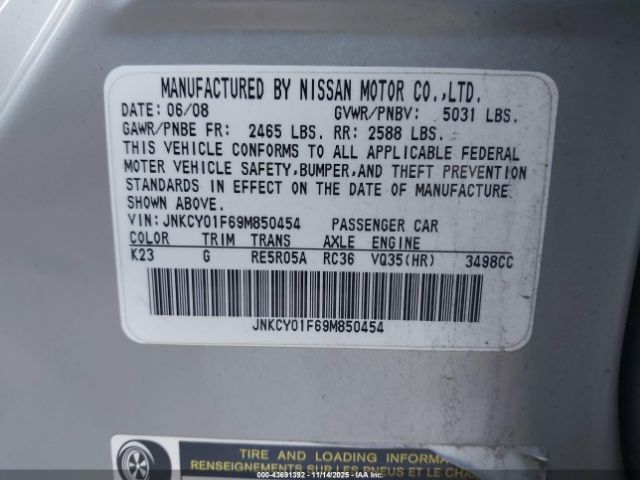 MANUFACTURED BY NISSAN MOTOR CO.,LTD.
DATE: 06/08 GVWR/PNBV: 5031 LBS.
GAWR/PNBE FR: 2465 LBS. RR: 2588 LBS.
THIS VEHICLE CONFORMS TO ALL APPLICABLE FEDERAL
MOTER VEHICLE SAFETY,BUMPER,AND THEFT PREVENTION
STANDARDS IN EFFECT ON THE DATE OF MANUFACTURE
SHOWN ABOVE.
VIN: JNKCY01F69M850454 PASSENGER CAR
COLOR TRIM TRANS AXLE ENGINE
K23 G RE5R05A RC36 VQ35(HR) 3498CC
JNKCY01F69M850454
TIRE AND LOADING INFORMATION
RENSEIGNEMENTS SUR LES PNEUS ET LE
© - 43691392 - 11/14/2025 - IAA Inc.